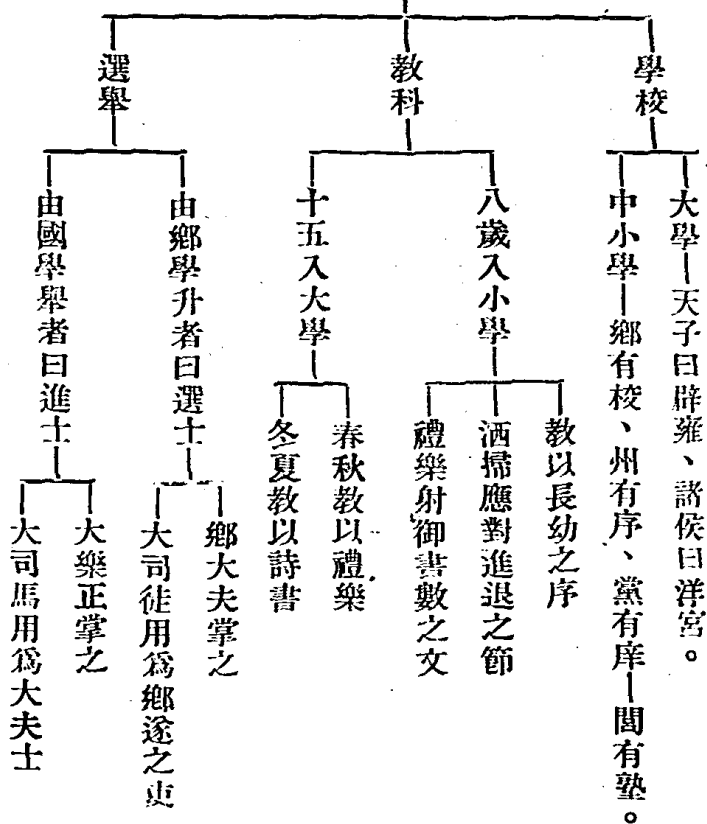 學校
大學—天子曰辟雍、諸侯曰泮宮。
中小學—鄉有校、州有序、黨有庠—閭有塾。
教科
八歲入小學
教以長幼之序
洒掃應對進退之節
禮樂射御書數之文
十五入大學
春秋教以禮樂
冬夏教以詩書
選舉
由鄉學升者曰選士
鄉大夫掌之
大司徒用爲鄉遂之吏
由國學舉者曰進士
大樂正掌之
大司馬用爲大夫士